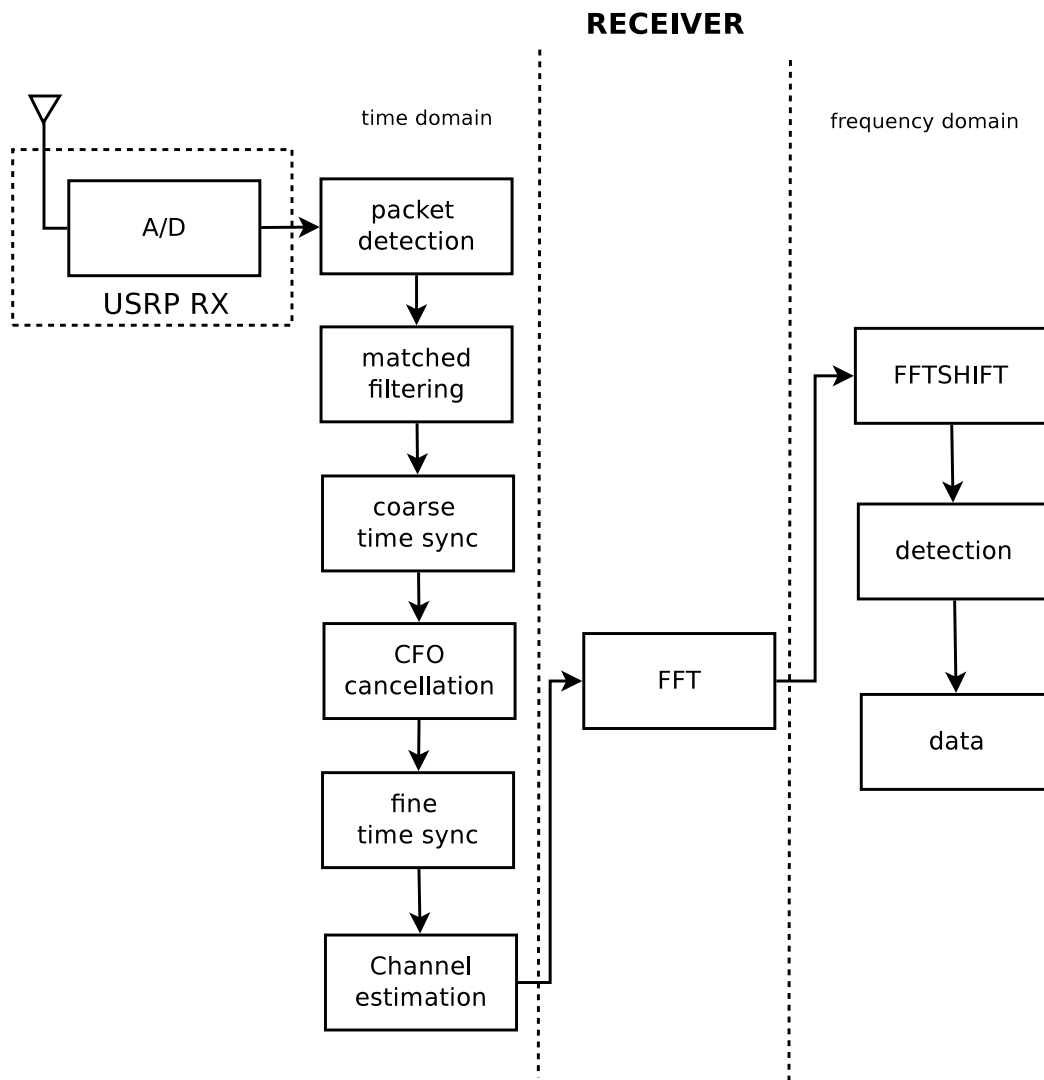 RECEIVER
time domain
frequency domain
A/D
USRP RX
packet
detection
matched
filtering
coarse
time sync
CFO
cancellation
fine
time sync
Channel
estimation
FFT
FFTSHIFT
detection
data